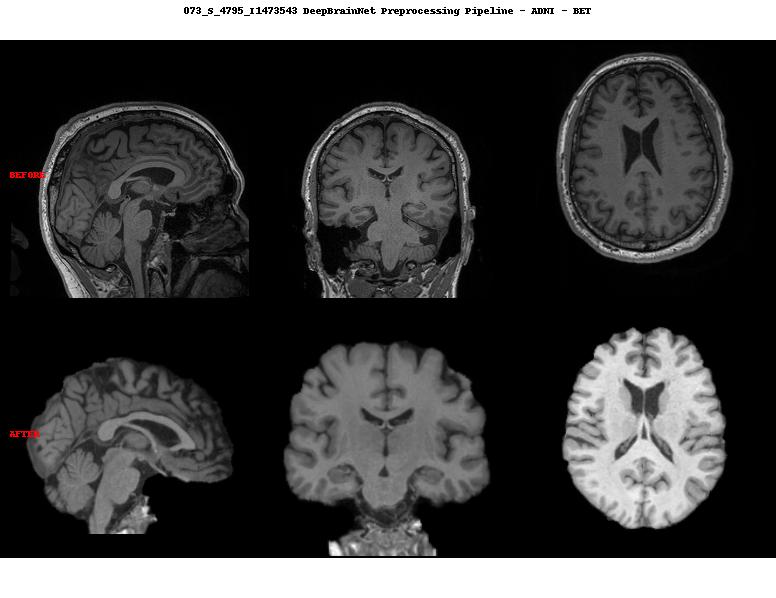 073_S_4795_I1473543 DeepBrainNet Preprocessing Pipeline - ADNI - BET
BEFORE
AFTER